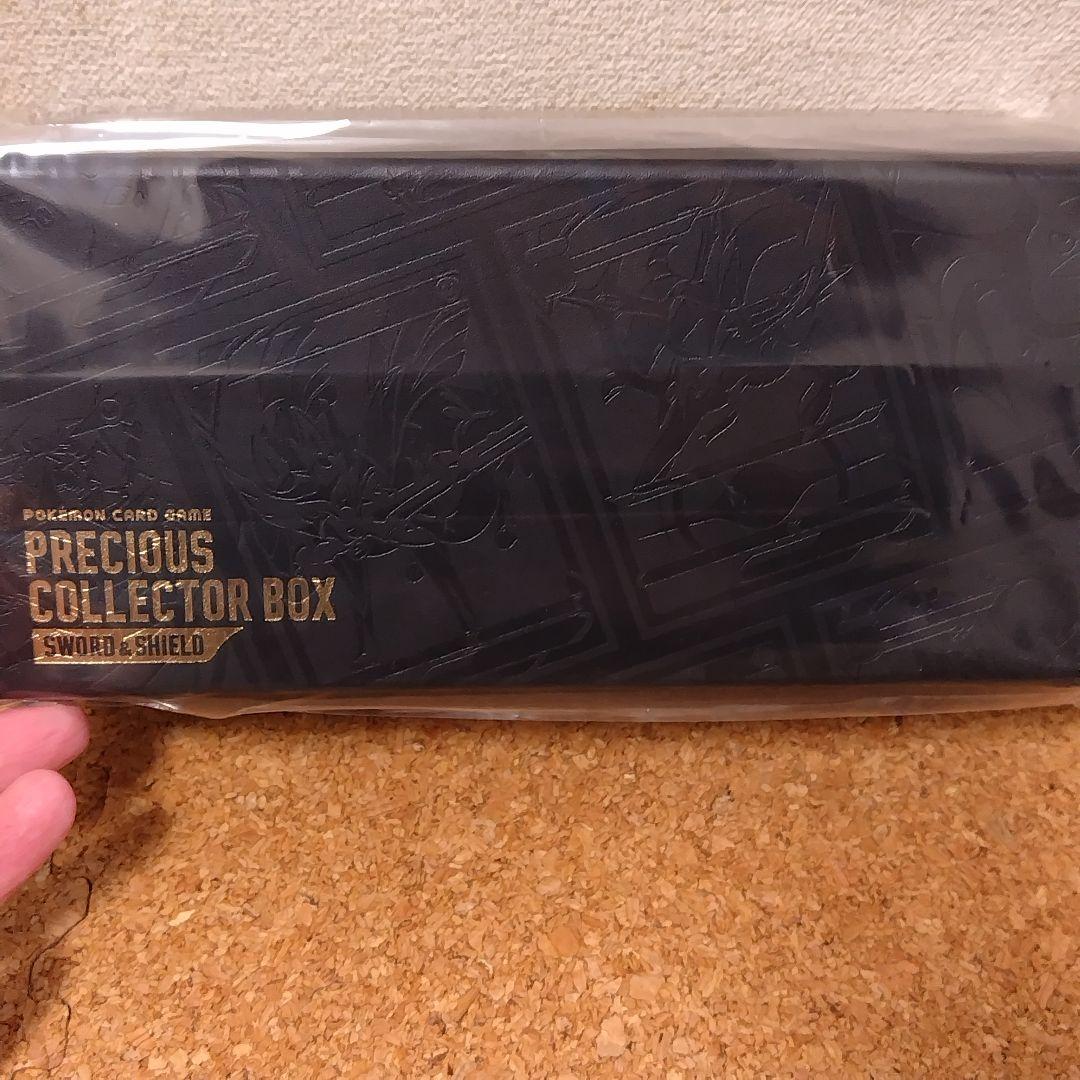 POKÉMON CARD GAME
PRECIOUS
COLLECTOR BOX
SWORD & SHIELD